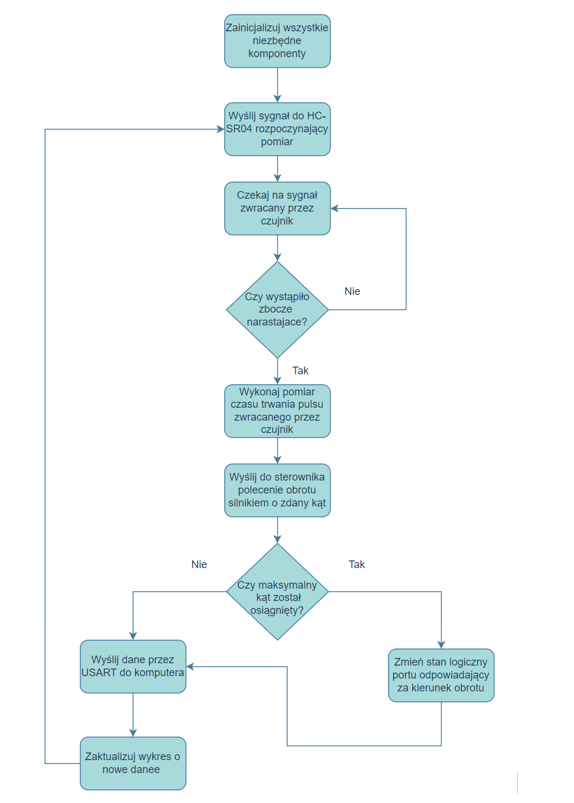 Zainicjalizuj wszystkie
niezbędne
komponenty
Wyślij sygnał do HC-
SR04 rozpoczynający
pomiar
Czekaj na sygnał
zwracany przez
czujnik
Czy wystąpiło
zbocze
narastajace?
Nie
Tak
Wykonaj pomiar
czasu trwania pulsu
zwracanego przez
czujnik
Wyślij do sterownika
polecenie obrotu
silnikiem o zdany kąt
Nie
Tak
Czy maksymalny
kąt został
osiągnięty?
Wyślij dane przez
USART do komputera
Zmień stan logiczny
portu odpowiadający
za kierunek obrotu
Zaktualizuj wykres o
nowe danee